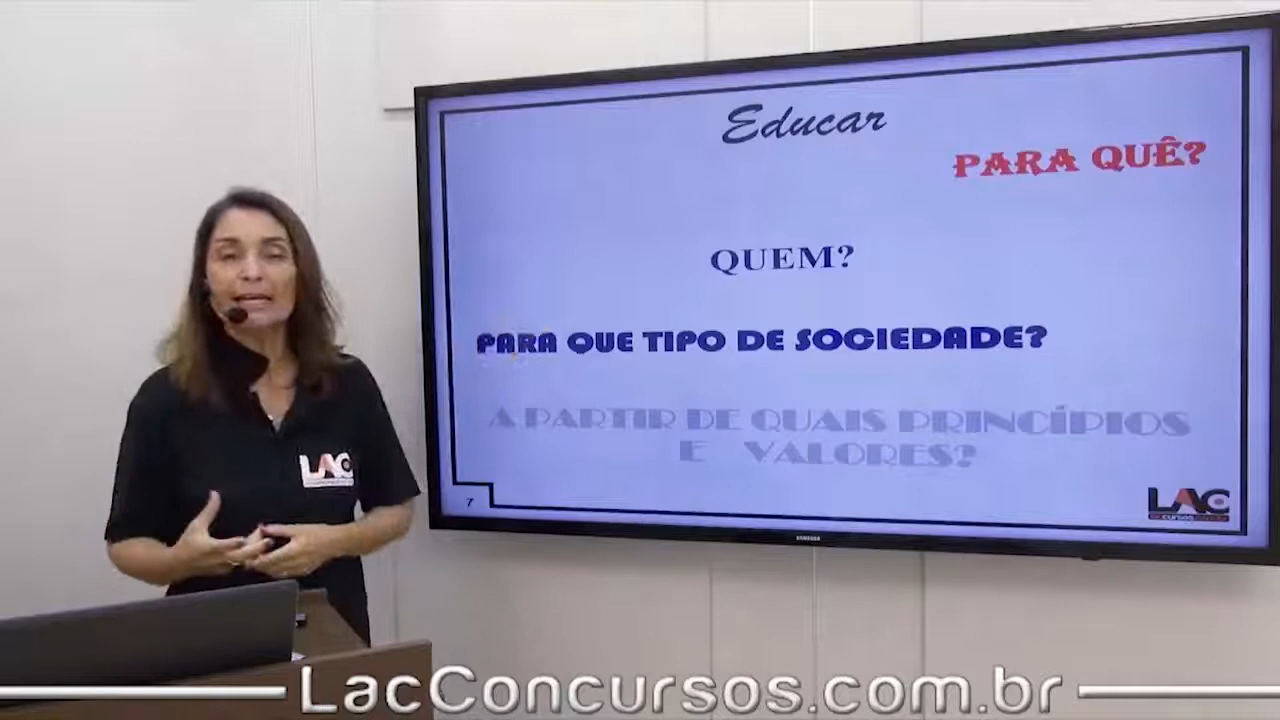 Educar
PARA QUÊ?
QUEM?
PARA QUE TIPO DE SOCIEDADE?
A PARTIR DE QUAIS PRINCÍPIOS
E VALORES?
7
LAC
LAC
SAMSUNG
LacConcursos.com.br